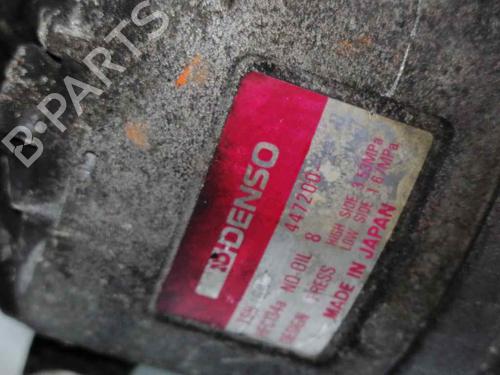 B-PARTS
DENSO
447200-
HFC134a ND-OIL 8
DESIGN PRESS HIGH SIDE 3.53MPa
LOW SIDE 1.67MPa
MADE IN JAPAN